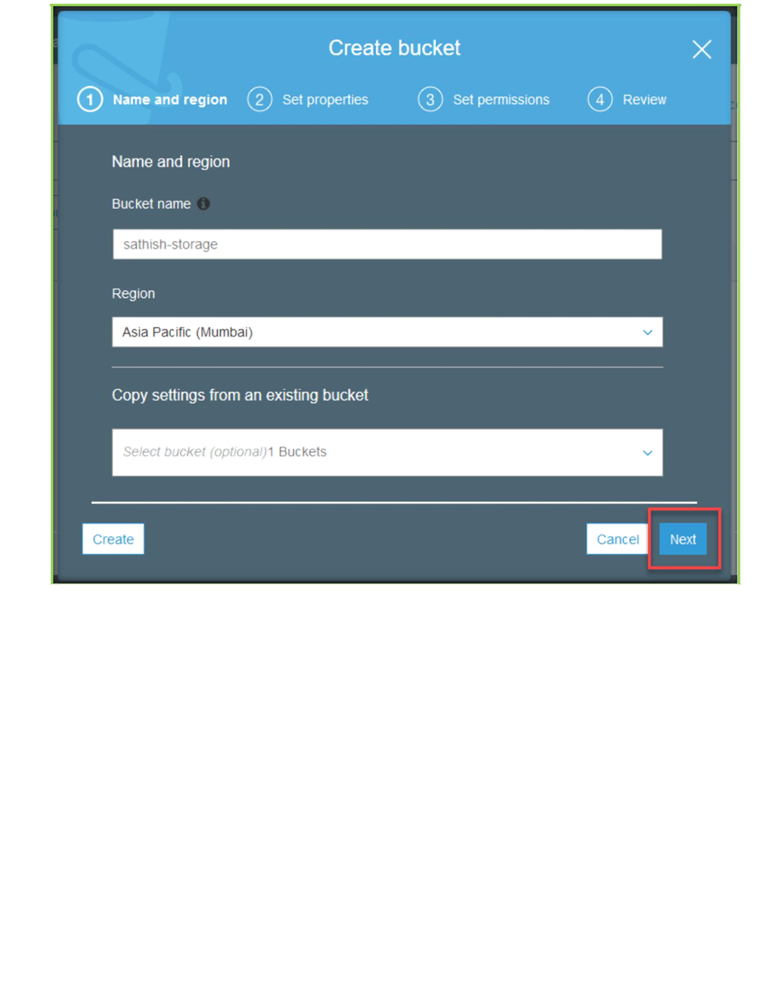 Create bucket
1 Name and region 2 Set properties 3 Set permissions 4 Review
Name and region
Bucket name
sathish-storage
Region
Asia Pacific (Mumbai)
Copy settings from an existing bucket
Select bucket (optional)1 Buckets
Create Cancel Next